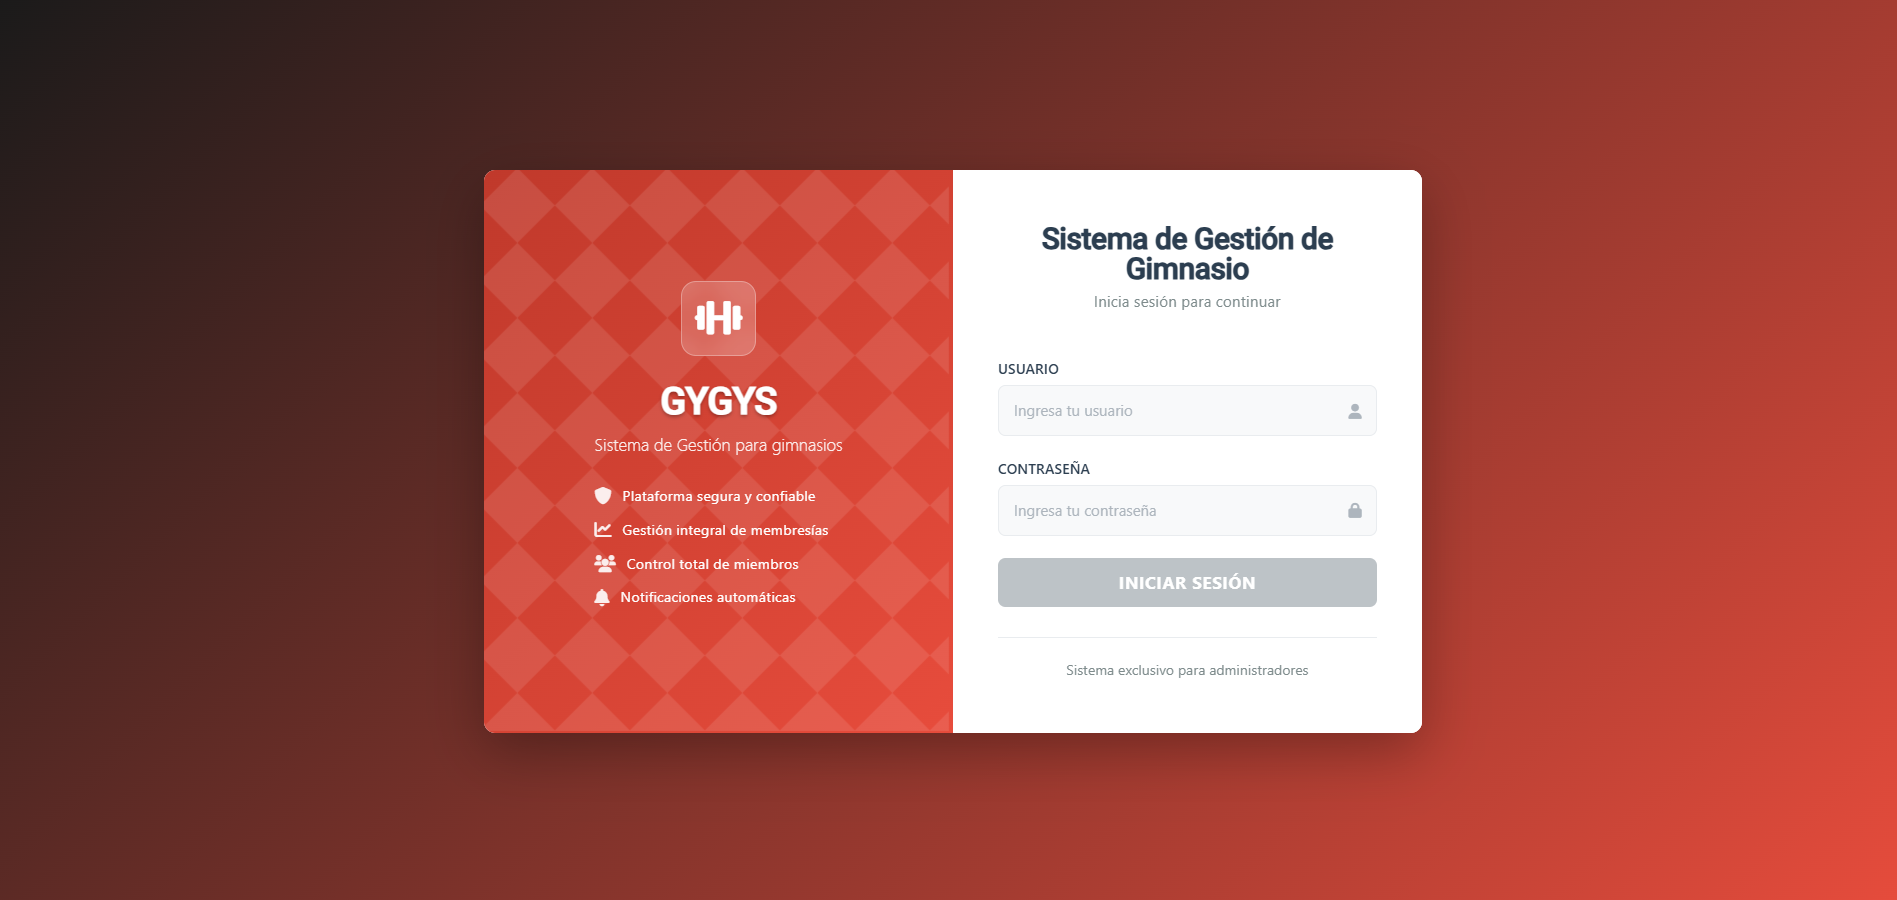 GYGYS
Sistema de Gestión para gimnasios
Plataforma segura y confiable
Gestión integral de membresías
Control total de miembros
Notificaciones automáticas
Sistema de Gestión de
Gimnasio
Inicia sesión para continuar
USUARIO
Ingresa tu usuario
CONTRASEÑA
Ingresa tu contraseña
INICIAR SESIÓN
Sistema exclusivo para administradores